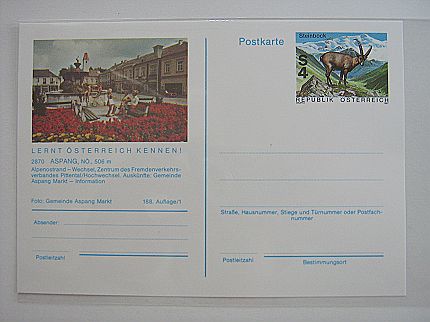 Postkarte
Steinbock
S 4
REPUBLIK ÖSTERREICH
LERNT ÖSTERREICH KENNEN!
2870 ASPANG, NÖ., 506 m
Alpenostrand – Wechsel, Zentrum des Fremdenverkehrs-
verbandes Pittental/Hochwechsel, Auskünfte: Gemeinde
Aspang Markt – Information
Foto: Gemeinde Aspang Markt 188. Auflage/1
Absender:
Postleitzahl
Straße, Hausnummer, Stiege und Türnummer oder Postfach-
nummer
Postleitzahl Bestimmungsort